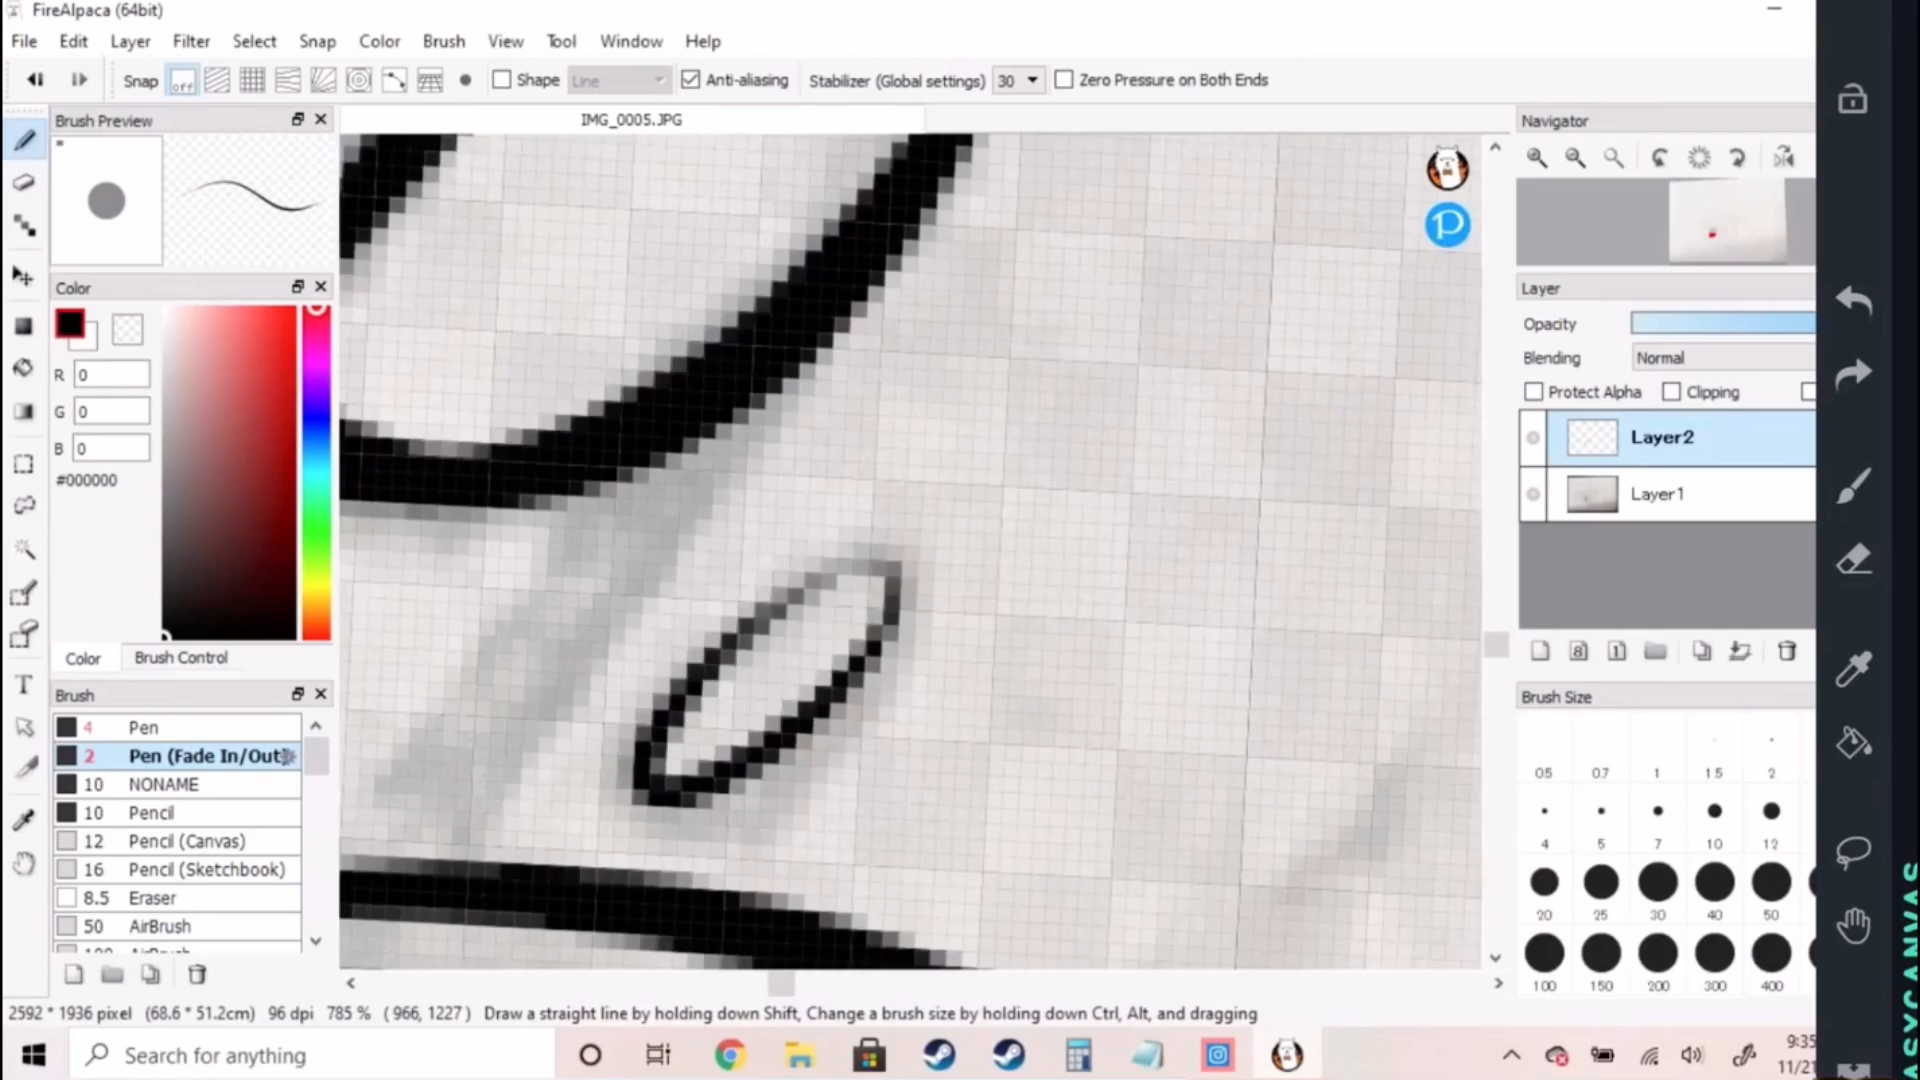 FireAlpaca (64bit)
File Edit Layer Filter Select Snap Color Brush View Tool Window Help
Snap off Shape Line Anti-aliasing Stabilizer (Global settings) 30 Zero Pressure on Both Ends
Brush Preview
IMG_0005.JPG
Navigator
Color
R 0
G 0
B 0
#000000
Color Brush Control
Brush
4 Pen
2 Pen (Fade In/Out
10 NONAME
10 Pencil
12 Pencil (Canvas)
16 Pencil (Sketchbook)
8.5 Eraser
50 AirBrush
Layer
Opacity
Blending Normal
Protect Alpha Clipping
Layer2
Layer1
Brush Size
0.5 0.7 1 1.5 2
4 5 7 10 12
20 25 30 40 50
100 150 200 300 400
2592 * 1936 pixel (68.6 * 51.2cm) 96 dpi 785 % ( 966, 1227 ) Draw a straight line by holding down Shift, Change a brush size by holding down Ctrl, Alt, and dragging
Search for anything
9:35
11/21
ASYCANVAS